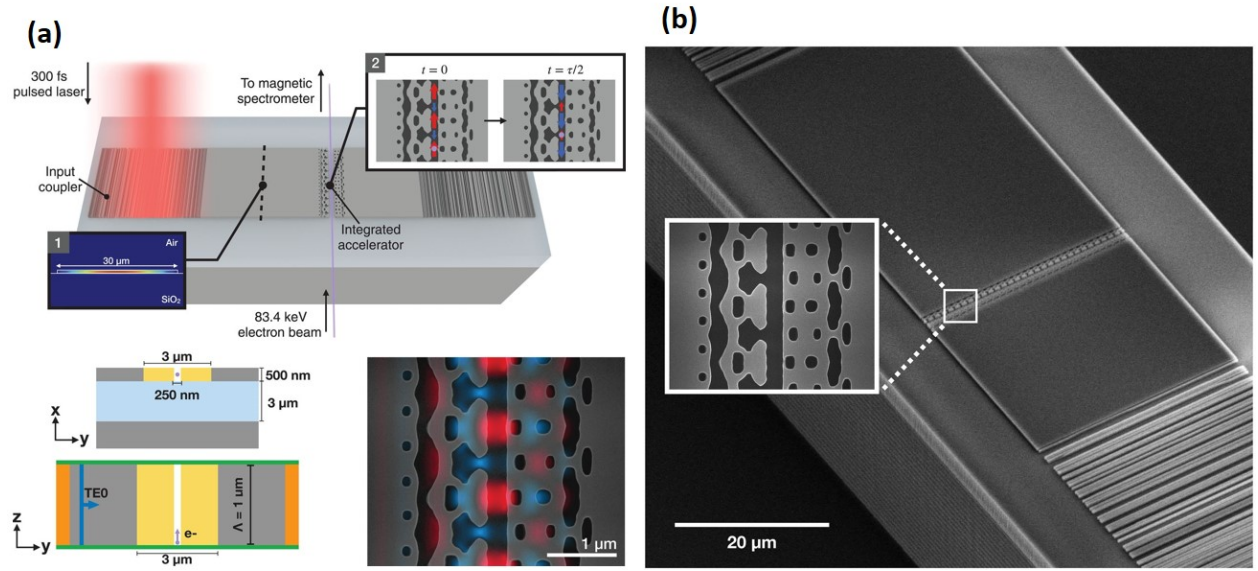 (a)
300 fs
pulsed laser
To magnetic
spectrometer
2
t = 0
t = τ/2
Input
coupler
Integrated
accelerator
1
Air
30 μm
SiO₂
83.4 keV
electron beam
3 μm
500 nm
250 nm
3 μm
x
y
TE0
Λ = 1 μm
e-
z
y
3 μm
1 μm
(b)
20 μm